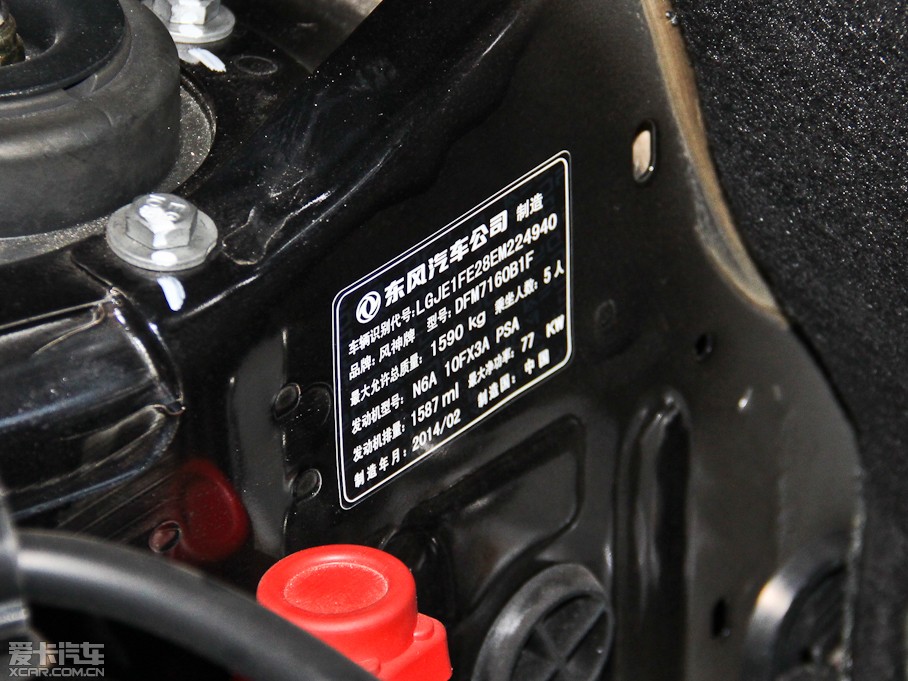 东风汽车公司 制造
车辆识别代号: LGJE1FE28EM224940
品牌: 风神牌 型号: DFM7160B1F
最大允许总质量: 1590 kg 乘坐人数: 5 人
发动机型号: N6A 10FX3A PSA
发动机排量: 1587 ml 最大净功率: 77 KW
制造年月: 2014/02 制造国: 中国
爱卡汽车
XCAR.COM.CN